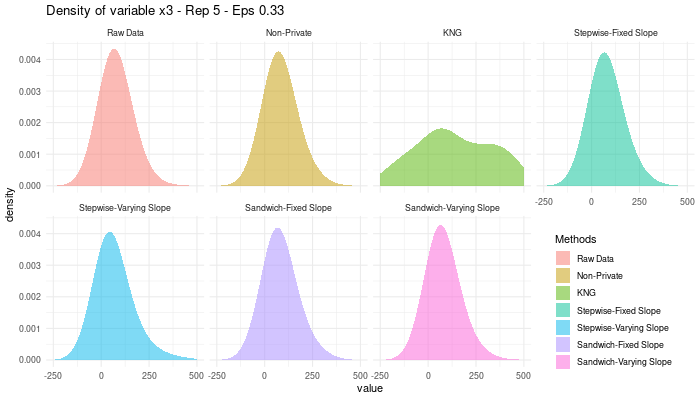 Density of variable x3 - Rep 5 - Eps 0.33
Raw Data
Non-Private
KNG
Stepwise-Fixed Slope
0.004
0.003
0.002
0.001
0.000
-250
0
250
500
density
Stepwise-Varying Slope
Sandwich-Fixed Slope
Sandwich-Varying Slope
0.004
0.003
0.002
0.001
0.000
-250
0
250
500
-250
0
250
500
-250
0
250
500
value
Methods
Raw Data
Non-Private
KNG
Stepwise-Fixed Slope
Stepwise-Varying Slope
Sandwich-Fixed Slope
Sandwich-Varying Slope